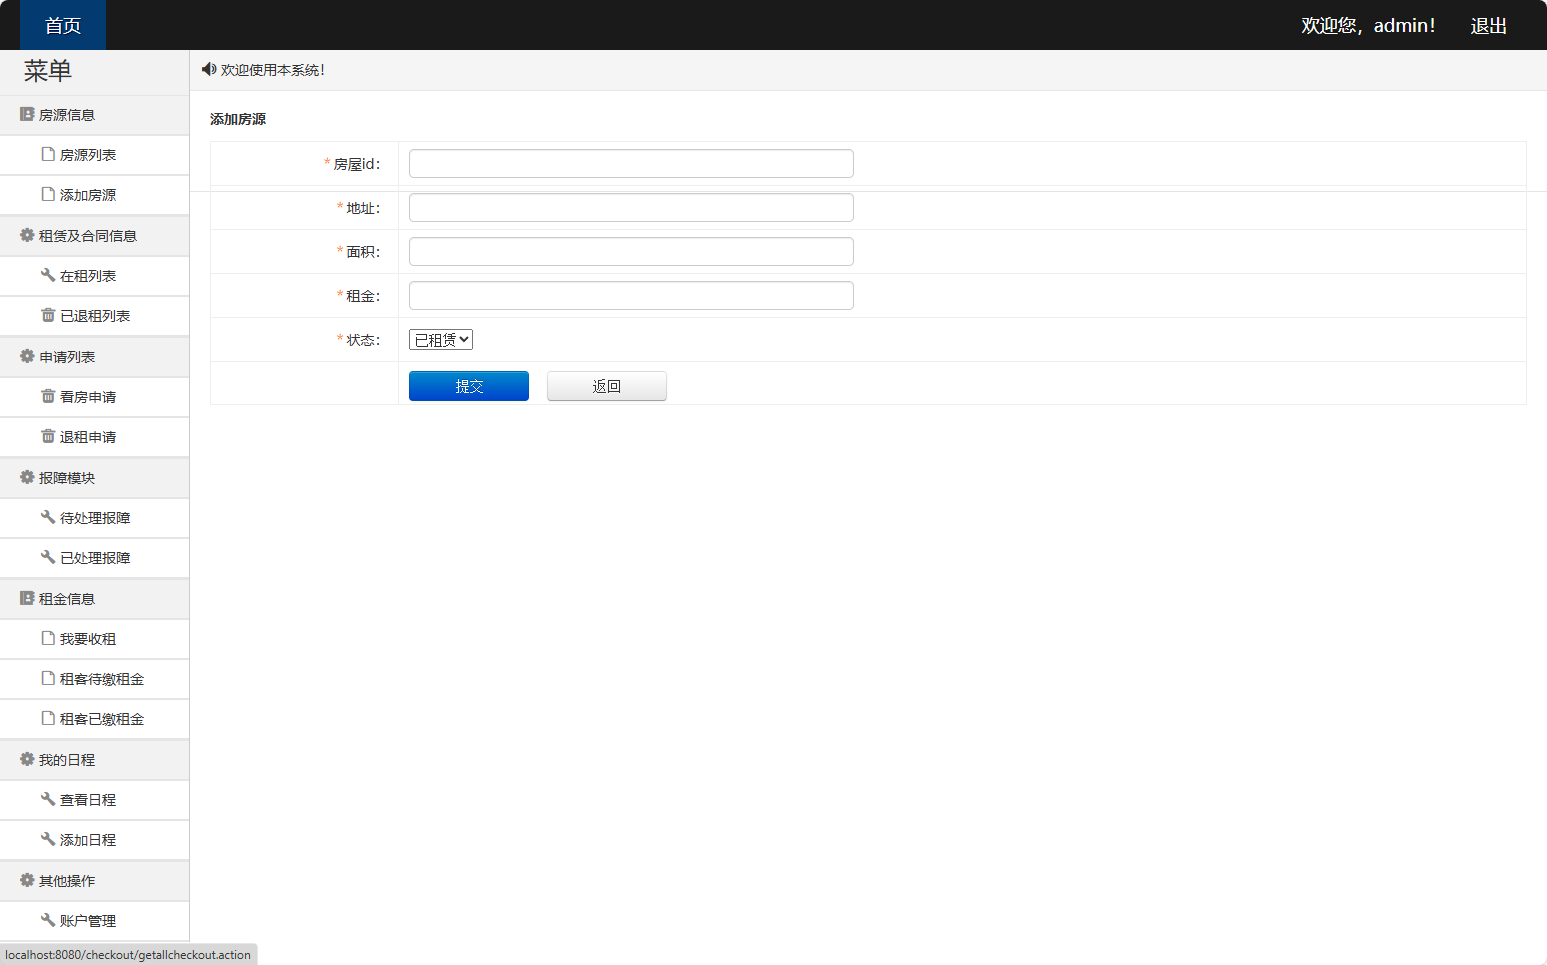 首页
欢迎您，admin！
退出
菜单
欢迎使用本系统！
房源信息
房源列表
添加房源
租赁及合同信息
在租列表
已退租列表
申请列表
看房申请
退租申请
报障模块
待处理报障
已处理报障
租金信息
我要收租
租客待缴租金
租客已缴租金
我的日程
查看日程
添加日程
其他操作
账户管理
添加房源
*房屋id：
*地址：
*面积：
*租金：
*状态：
已租赁
提交
返回
localhost:8080/checkout/getallcheckout.action